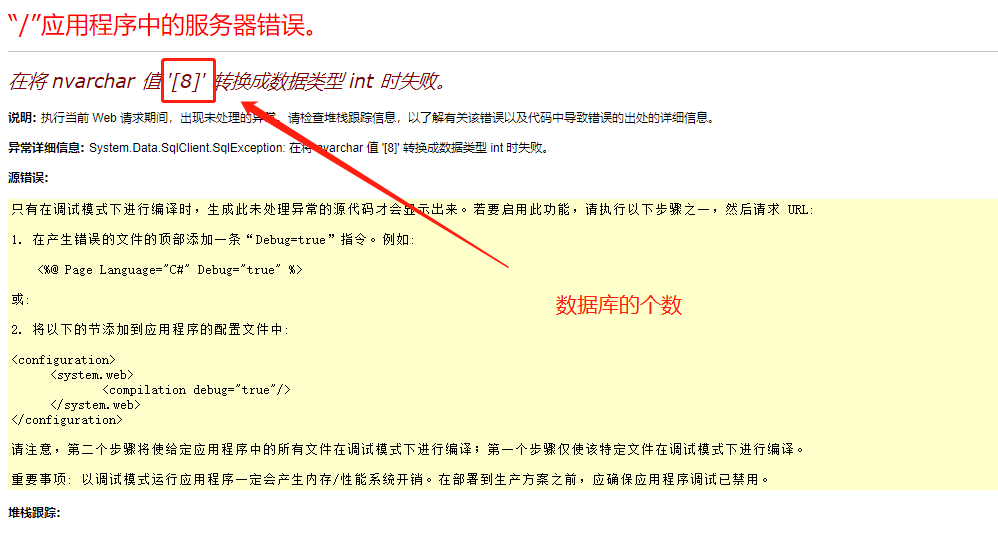 “/”应用程序中的服务器错误。
在将 nvarchar 值 '[8]' 转换成数据类型 int 时失败。
说明: 执行当前 Web 请求期间，出现未处理的异常。请检查堆栈跟踪信息，以了解有关该错误以及代码中导致错误的出处的详细信息。
异常详细信息: System.Data.SqlClient.SqlException: 在将 nvarchar 值 '[8]' 转换成数据类型 int 时失败。
源错误:
只有在调试模式下进行编译时，生成此未处理异常的源代码才会显示出来。若要启用此功能，请执行以下步骤之一，然后请求 URL:
1. 在产生错误的文件的顶部添加一条“Debug=true”指令。例如:
<%@ Page Language="C#" Debug="true" %>
或:
数据库的个数
2. 将以下的节添加到应用程序的配置文件中:
<configuration>
<system.web>
<compilation debug="true"/>
</system.web>
</configuration>
请注意，第二个步骤将使给定应用程序中的所有文件在调试模式下进行编译；第一个步骤仅使该特定文件在调试模式下进行编译。
重要事项: 以调试模式运行应用程序一定会产生内存/性能系统开销。在部署到生产方案之前，应确保应用程序调试已禁用。
堆栈跟踪: